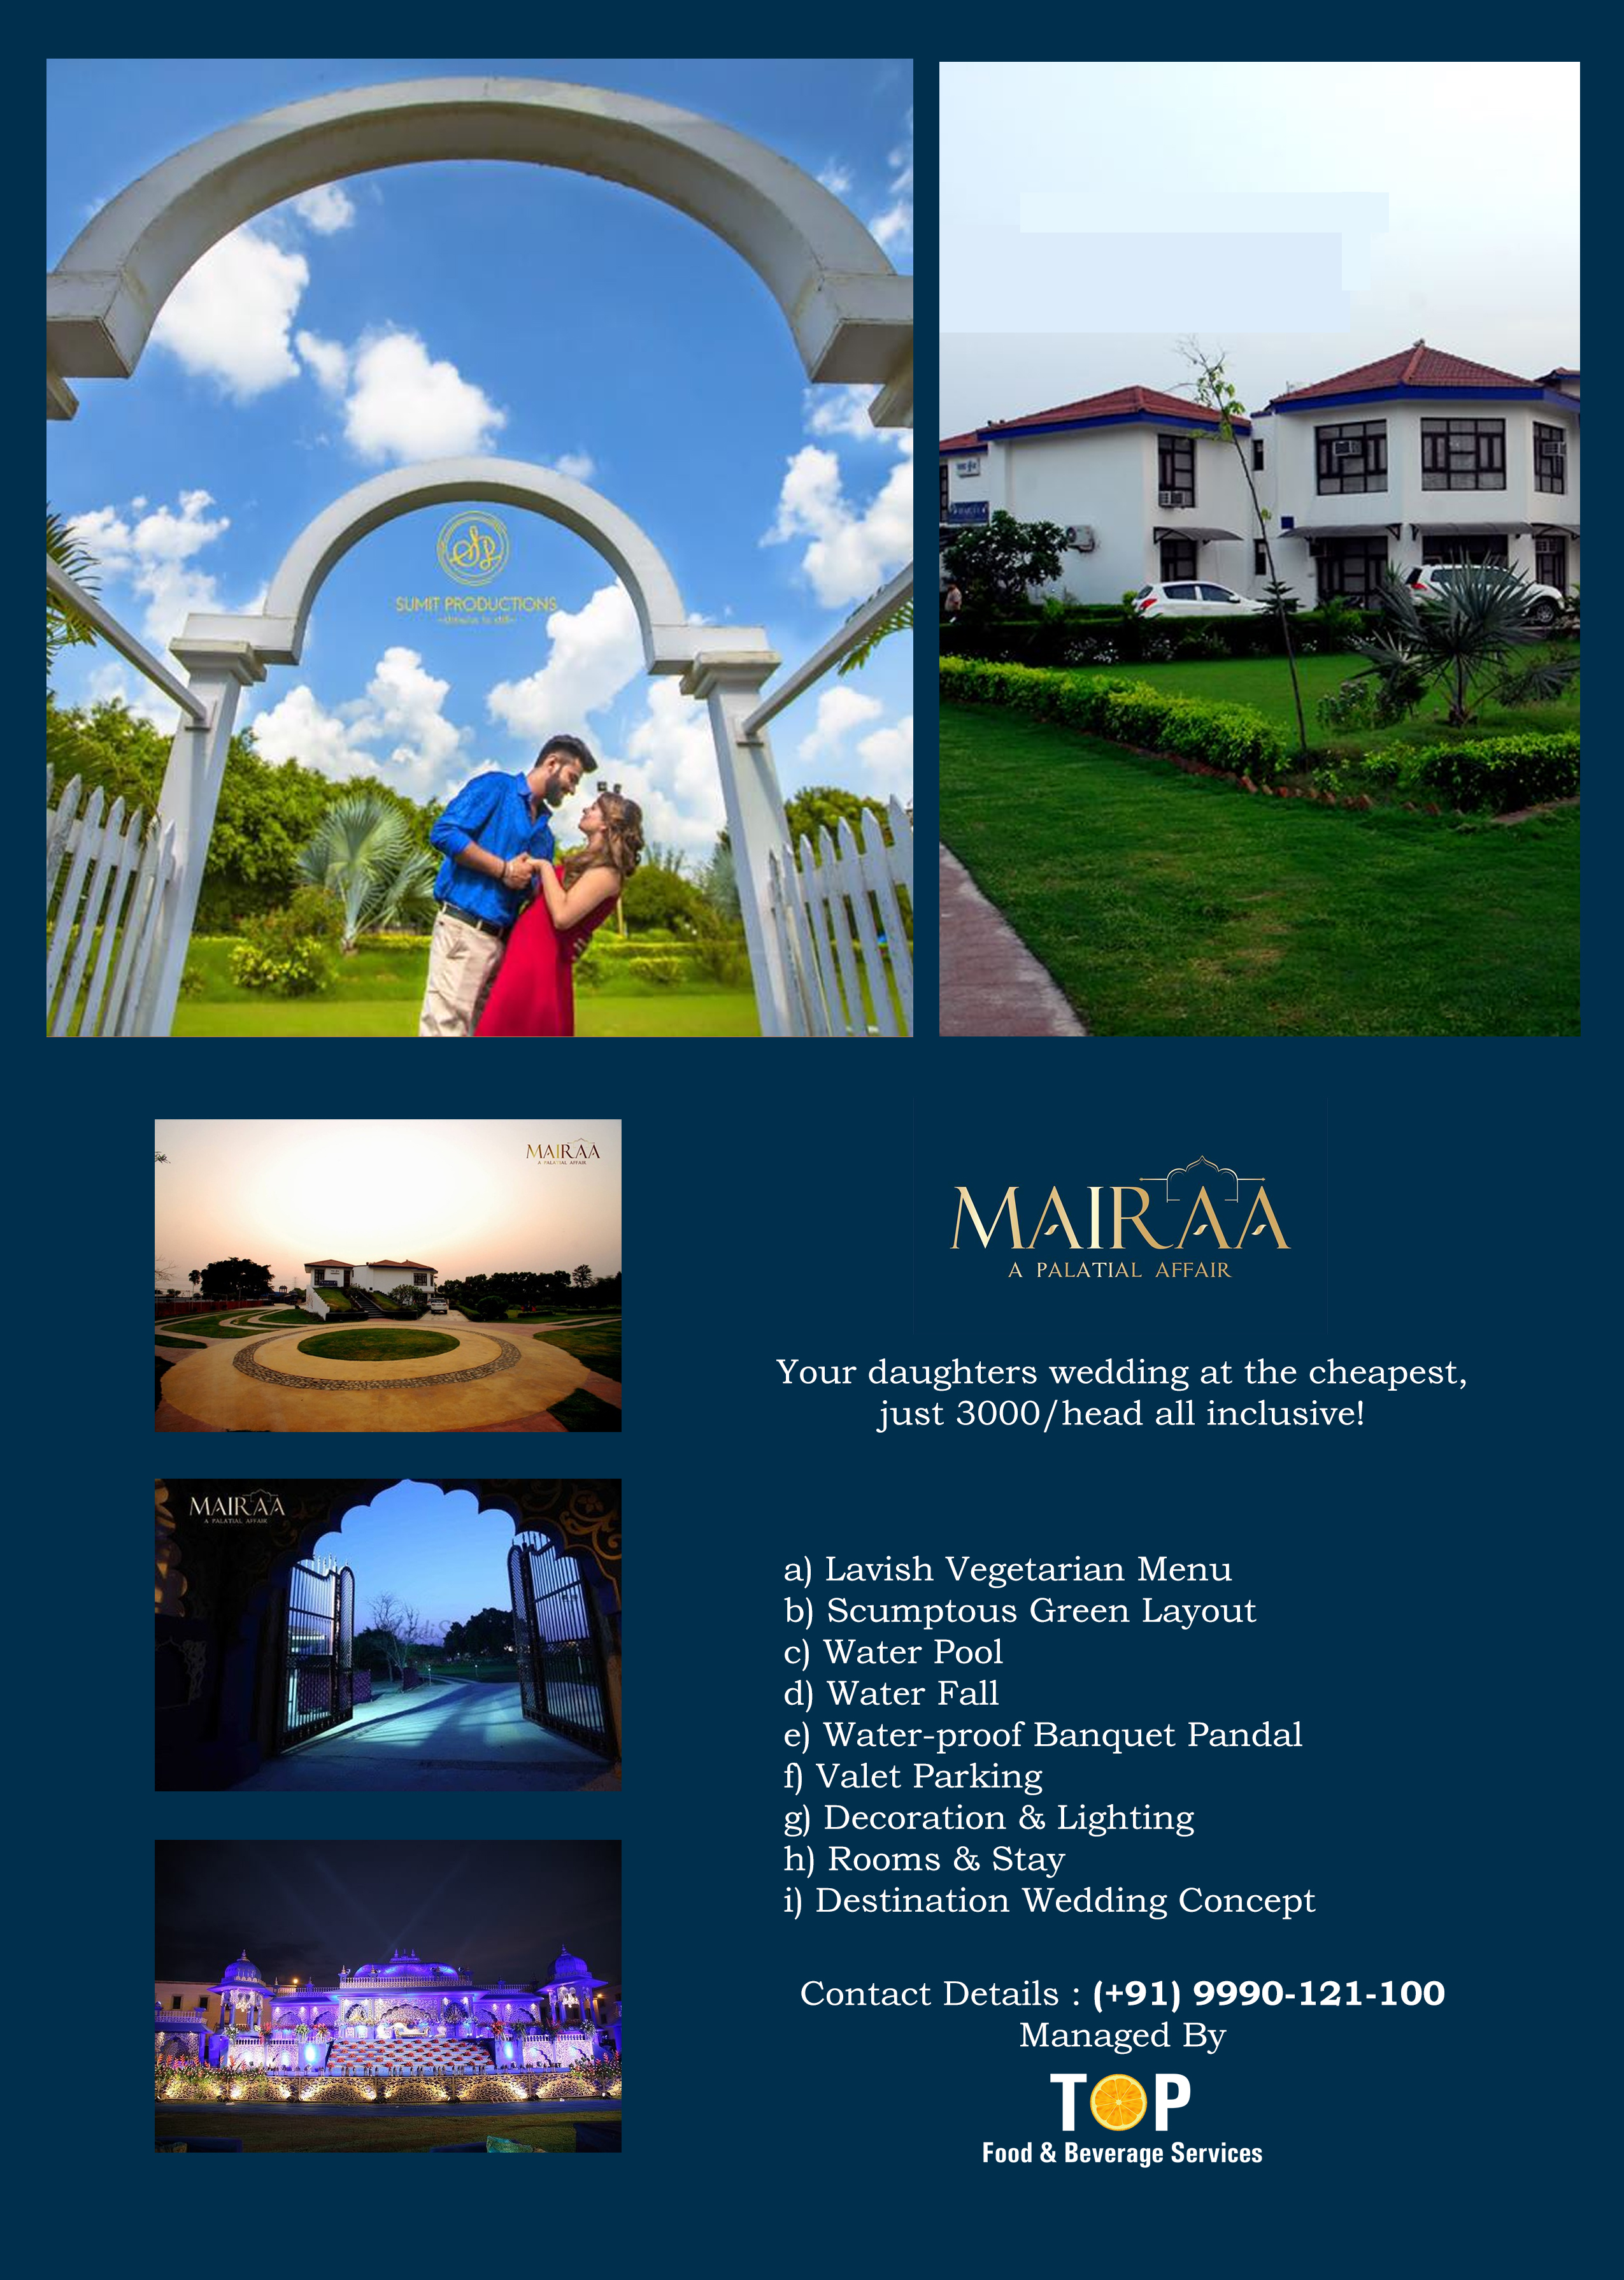 SUMIT PRODUCTIONS
MAIRAA
A PALATIAL AFFAIR
MAIRAA
A PALATIAL AFFAIR
Your daughters wedding at the cheapest,
just 3000/head all inclusive!
MAIRAA
A PALATIAL AFFAIR
a) Lavish Vegetarian Menu
b) Scumptous Green Layout
c) Water Pool
d) Water Fall
e) Water-proof Banquet Pandal
f) Valet Parking
g) Decoration & Lighting
h) Rooms & Stay
i) Destination Wedding Concept
Contact Details : (+91) 9990-121-100
Managed By
TOP
Food & Beverage Services